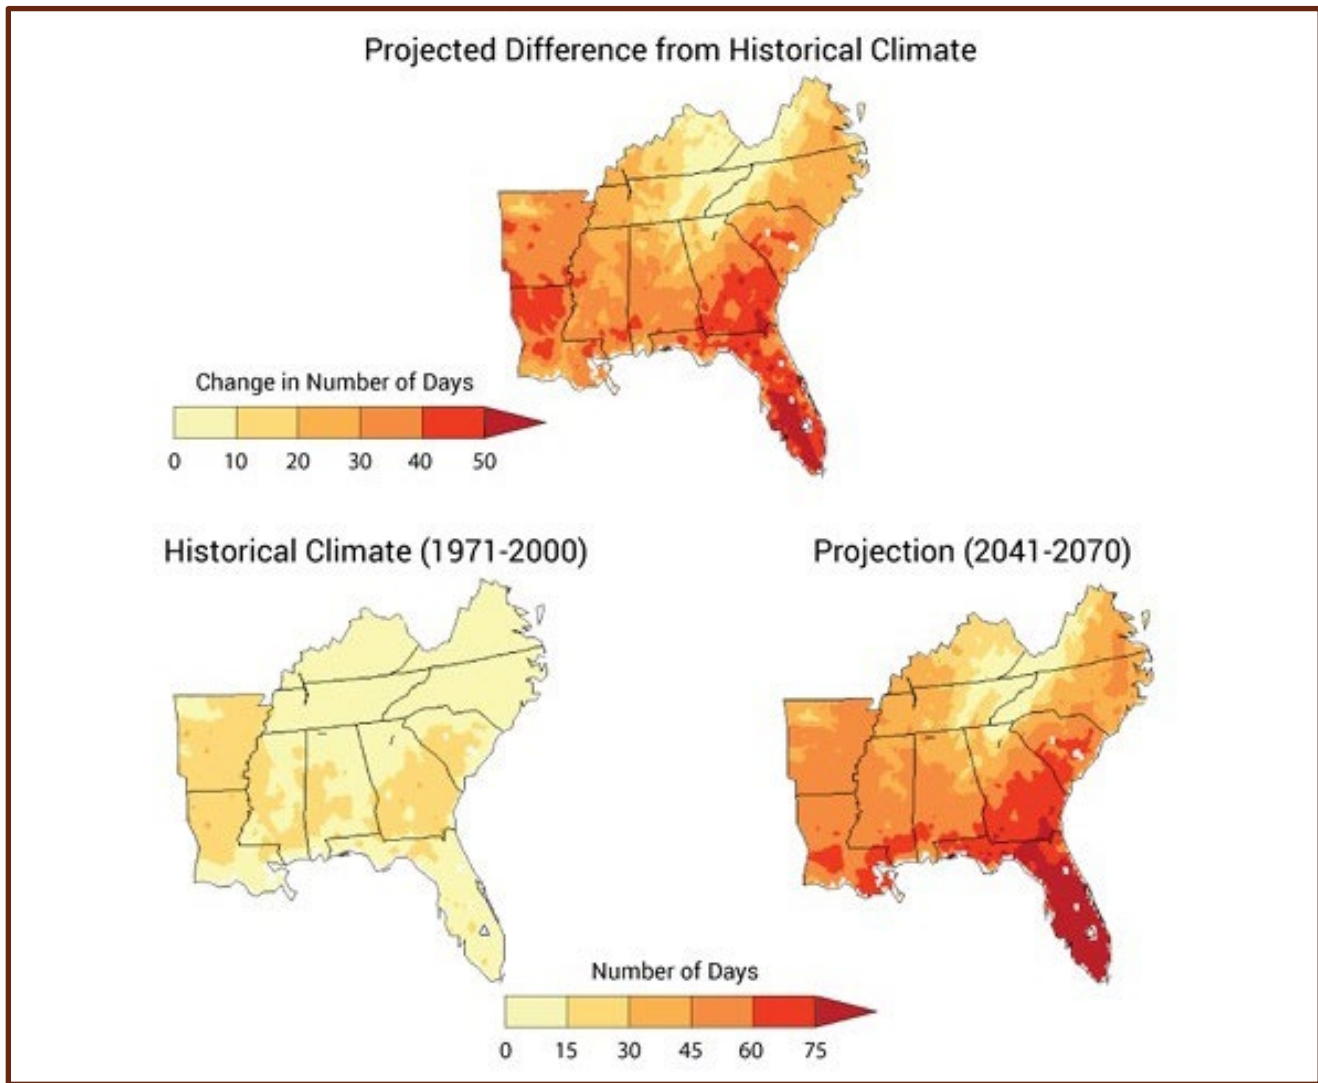 Projected Difference from Historical Climate
Change in Number of Days
0 10 20 30 40 50
Historical Climate (1971-2000)
Projection (2041-2070)
Number of Days
0 15 30 45 60 75